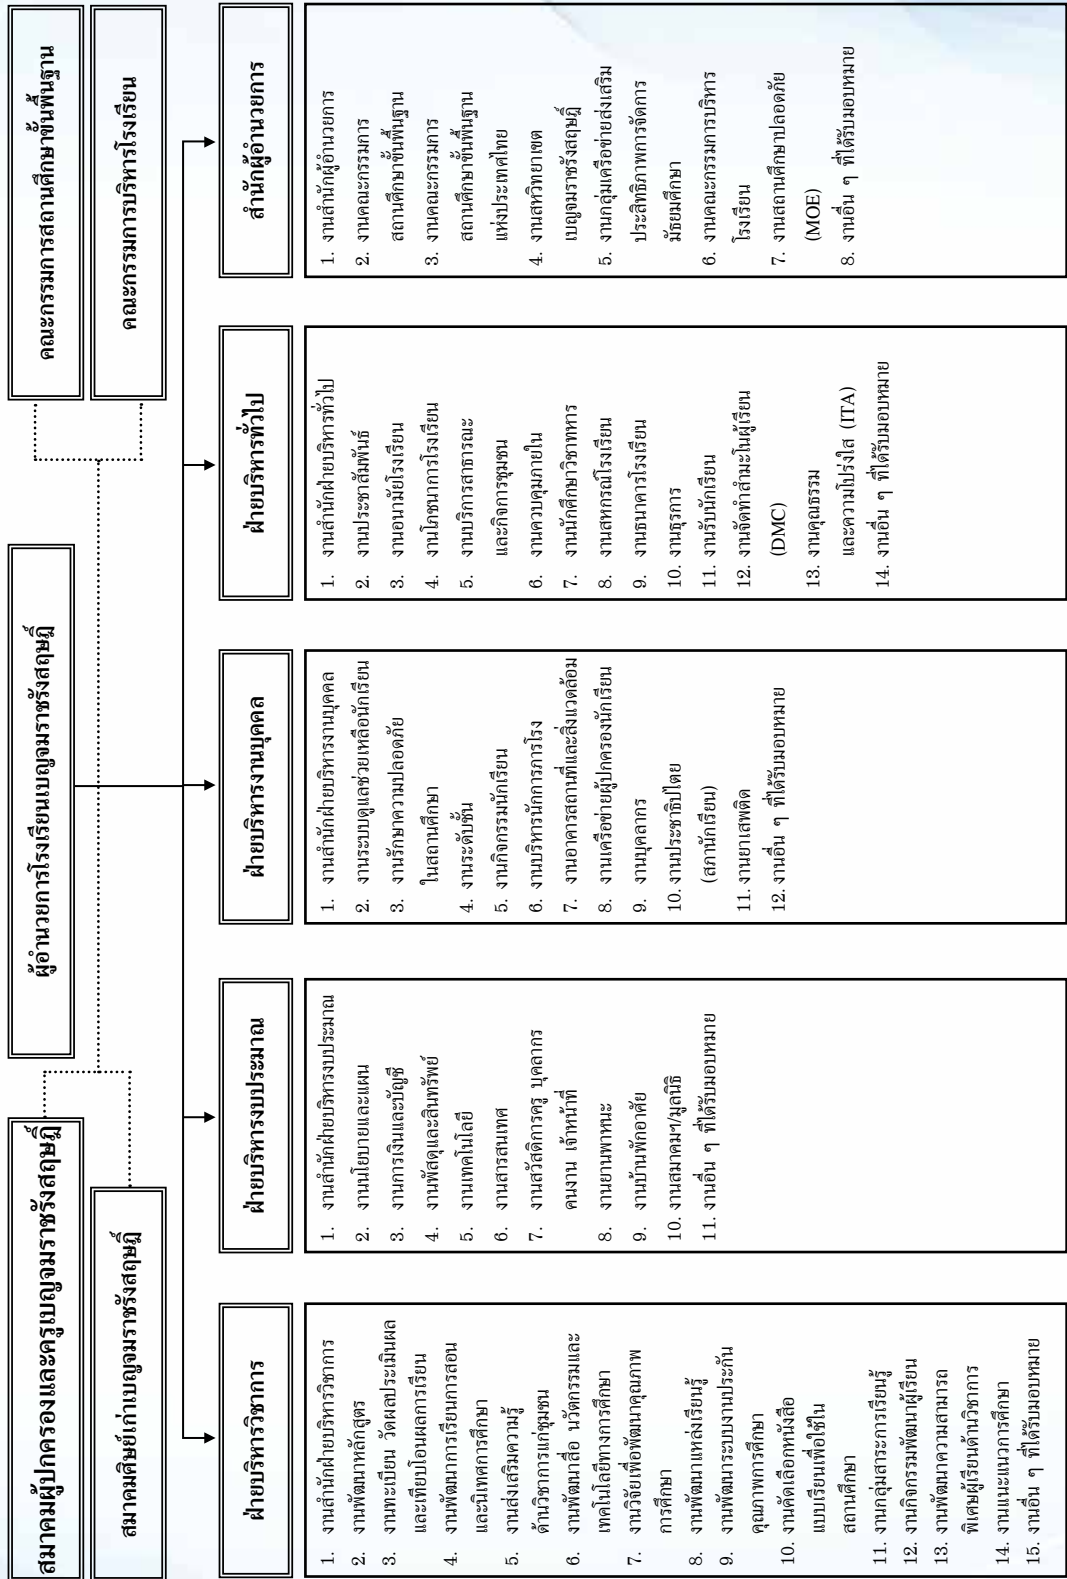 สมาคมผู้ปกครองและครูเบญจมราชรังสฤษฎิ์
ผู้อำนวยการโรงเรียนเบญจมราชรังสฤษฎิ์
คณะกรรมการสถานศึกษาขั้นพื้นฐาน
สมาคมศิษย์เก่าเบญจมราชรังสฤษฎิ์
คณะกรรมการบริหารโรงเรียน
ฝ่ายบริหารวิชาการ
1. งานสำนักฝ่ายบริหารวิชาการ
2. งานพัฒนาหลักสูตร
3. งานทะเบียน วัดผลประเมินผล
และเทียบโอนผลการเรียน
4. งานพัฒนาการเรียนการสอน
และนิเทศการศึกษา
5. งานส่งเสริมความรู้
ด้านวิชาการแก่ชุมชน
6. งานพัฒนาสื่อ นวัตกรรมและ
เทคโนโลยีทางการศึกษา
7. งานวิจัยเพื่อพัฒนาคุณภาพ
การศึกษา
8. งานพัฒนาแหล่งเรียนรู้
9. งานพัฒนาระบบงานประกัน
คุณภาพการศึกษา
10. งานคัดเลือกหนังสือ
แบบเรียนเพื่อใช้ใน
สถานศึกษา
11. งานกลุ่มสาระการเรียนรู้
12. งานกิจกรรมพัฒนาผู้เรียน
13. งานพัฒนาความสามารถ
พิเศษผู้เรียนด้านวิชาการ
14. งานแนะแนวการศึกษา
15. งานอื่น ๆ ที่ได้รับมอบหมาย
ฝ่ายบริหารงบประมาณ
1. งานสำนักฝ่ายบริหารงบประมาณ
2. งานนโยบายและแผน
3. งานการเงินและบัญชี
4. งานพัสดุและสินทรัพย์
5. งานเทคโนโลยี
6. งานสารสนเทศ
7. งานสวัสดิการครู บุคลากร
คนงาน เจ้าหน้าที่
8. งานยานพาหนะ
9. งานบ้านพักอาศัย
10. งานสมาคมฯ/มูลนิธิ
11. งานอื่น ๆ ที่ได้รับมอบหมาย
ฝ่ายบริหารงานบุคคล
1. งานสำนักฝ่ายบริหารงานบุคคล
2. งานระบบดูแลช่วยเหลือนักเรียน
3. งานรักษาความปลอดภัย
ในสถานศึกษา
4. งานระดับชั้น
5. งานกิจกรรมนักเรียน
6. งานบริหารนักการภารโรง
7. งานอาคารสถานที่และสิ่งแวดล้อม
8. งานเครือข่ายผู้ปกครองนักเรียน
9. งานบุคลากร
10. งานประชาธิปไตย
(สภานักเรียน)
11. งานยาเสพติด
12. งานอื่น ๆ ที่ได้รับมอบหมาย
ฝ่ายบริหารทั่วไป
1. งานสำนักฝ่ายบริหารทั่วไป
2. งานประชาสัมพันธ์
3. งานอนามัยโรงเรียน
4. งานโภชนาการโรงเรียน
5. งานบริการสาธารณะ
และกิจการชุมชน
6. งานควบคุมภายใน
7. งานนักศึกษาวิชาทหาร
8. งานสหกรณ์โรงเรียน
9. งานธนาคารโรงเรียน
10. งานธุรการ
11. งานรับนักเรียน
12. งานจัดทำสำมะโนผู้เรียน
(DMC)
13. งานคุณธรรม
และความโปร่งใส (ITA)
14. งานอื่น ๆ ที่ได้รับมอบหมาย
สำนักผู้อำนวยการ
1. งานสำนักผู้อำนวยการ
2. งานคณะกรรมการ
สถานศึกษาขั้นพื้นฐาน
3. งานคณะกรรมการ
สถานศึกษาขั้นพื้นฐาน
แห่งประเทศไทย
4. งานสหวิทยาเขต
เบญจมราชรังสฤษฎิ์
5. งานกลุ่มเครือข่ายส่งเสริม
ประสิทธิภาพการจัดการ
มัธยมศึกษา
6. งานคณะกรรมการบริหาร
โรงเรียน
7. งานสถานศึกษาปลอดภัย
(MOE)
8. งานอื่น ๆ ที่ได้รับมอบหมาย